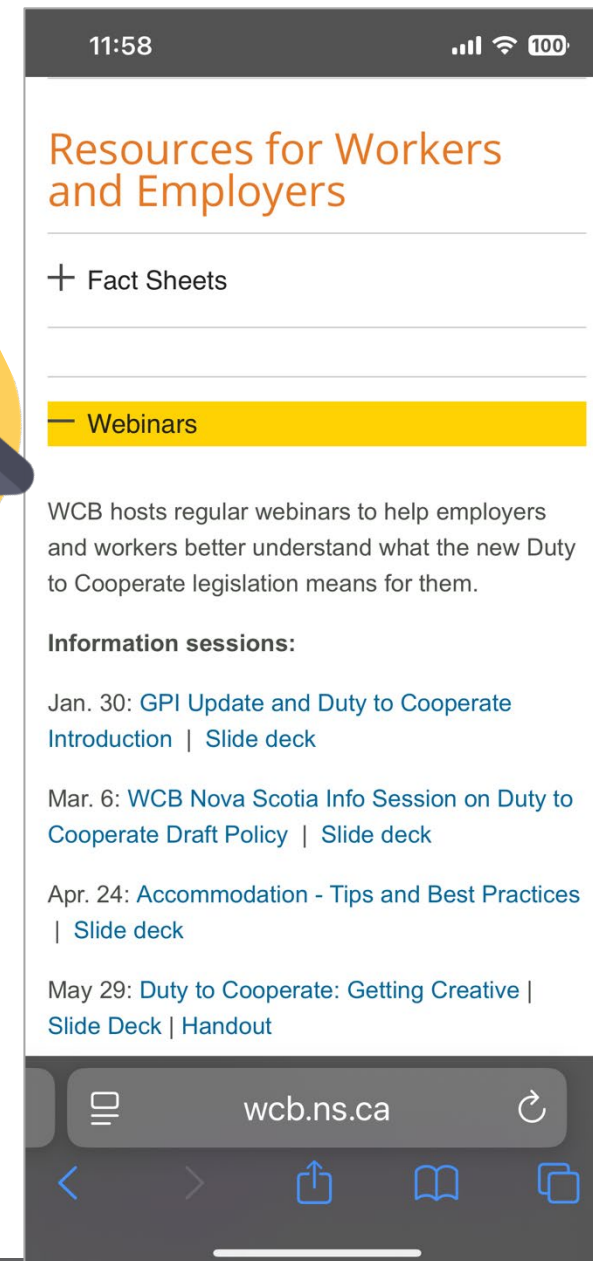 11:58
100
Resources for Workers
and Employers
+ Fact Sheets
— Webinars
WCB hosts regular webinars to help employers
and workers better understand what the new Duty
to Cooperate legislation means for them.
Information sessions:
Jan. 30: GPI Update and Duty to Cooperate
Introduction | Slide deck
Mar. 6: WCB Nova Scotia Info Session on Duty to
Cooperate Draft Policy | Slide deck
Apr. 24: Accommodation - Tips and Best Practices
| Slide deck
May 29: Duty to Cooperate: Getting Creative |
Slide Deck | Handout
wcb.ns.ca